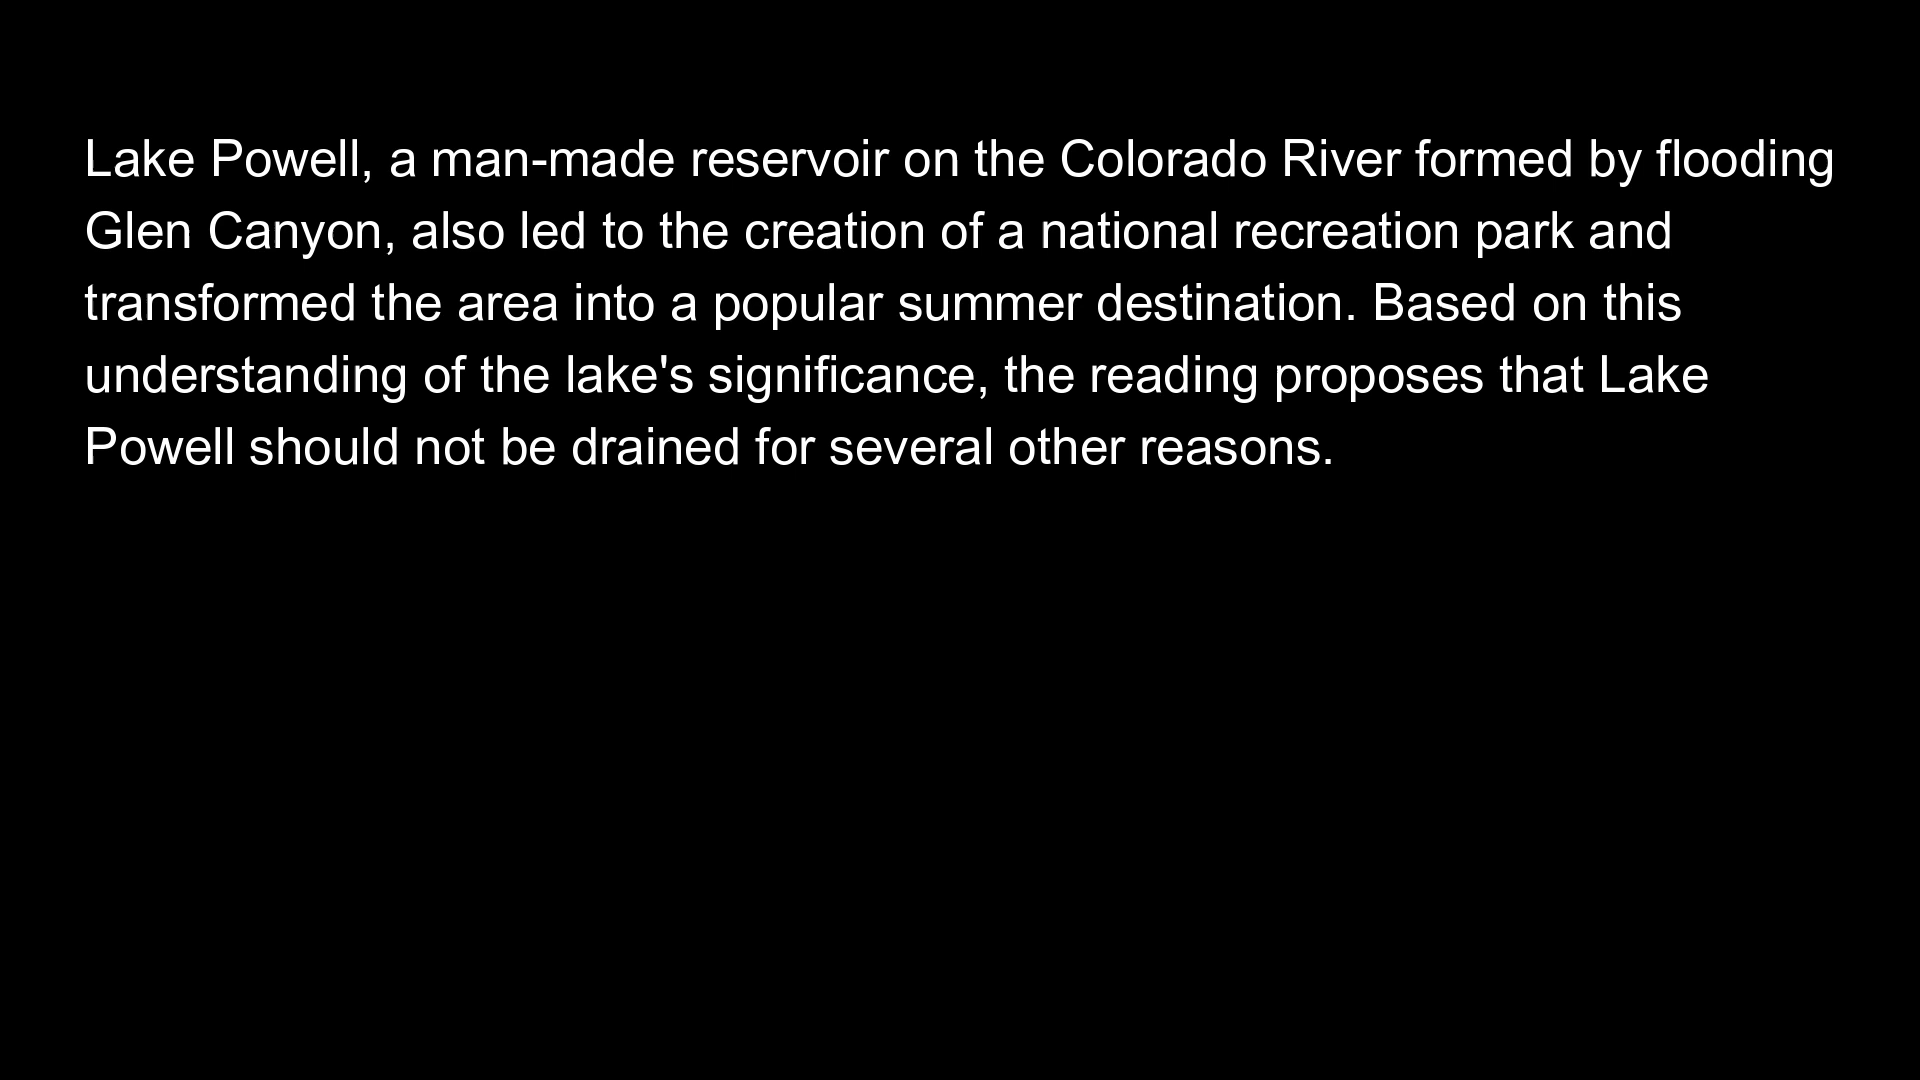 Lake Powell, a man-made reservoir on the Colorado River formed by flooding
Glen Canyon, also led to the creation of a national recreation park and
transformed the area into a popular summer destination. Based on this
understanding of the lake's significance, the reading proposes that Lake
Powell should not be drained for several other reasons.